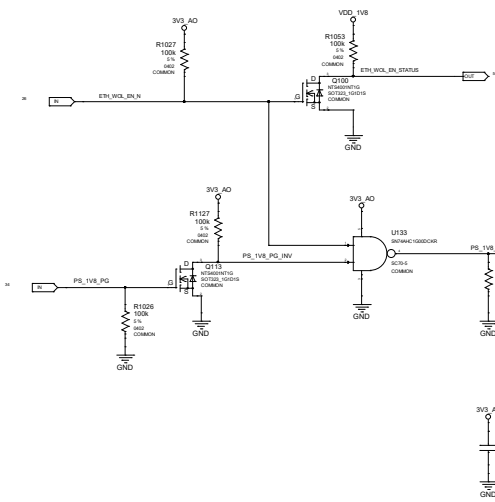 VDD_1V8
3V3_AO
R1027
100k
5 %
0402
COMMON
R1053
100k
5 %
0402
COMMON
ETH_WOL_EN_STATUS
OUT
D
Q100
NTS4001NT1G
SOT323_1G1D1S
COMMON
G
S
IN
ETH_WOL_EN_N
GND
3V3_AO
3V3_AO
R1127
100k
5 %
0402
COMMON
U133
SN74AHC1G00DCKR
SC70-5
COMMON
PS_1V8_PG_INV
PS_1V8_
D
Q113
NTS4001NT1G
SOT323_1G1D1S
COMMON
G
S
IN
PS_1V8_PG
R1026
100k
5 %
0402
COMMON
GND
GND
GND
GND
3V3_A
GND